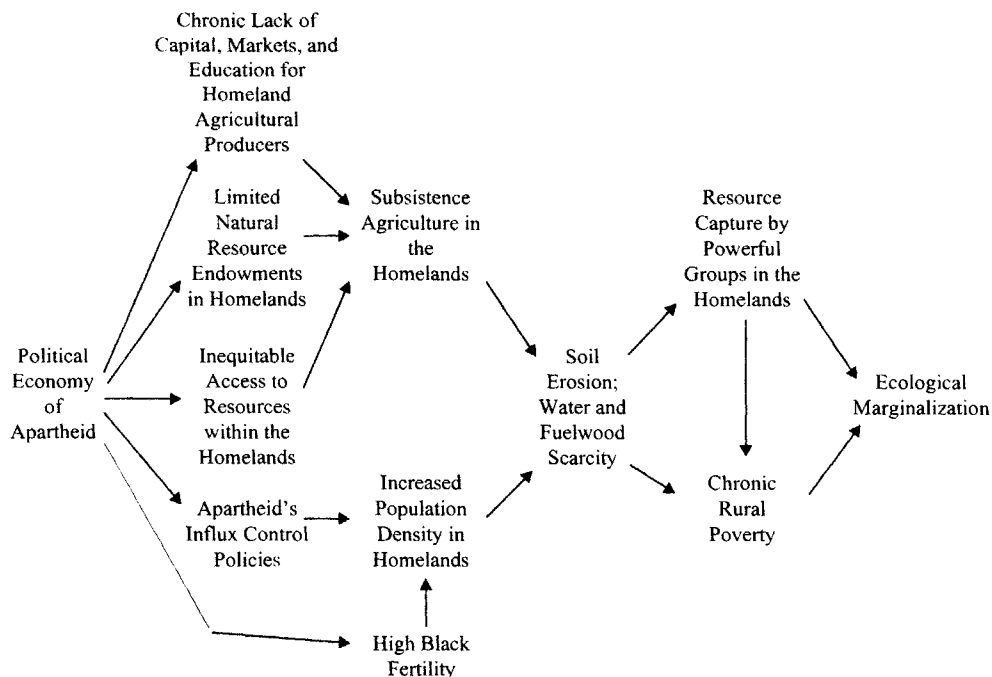 Chronic Lack of
Capital, Markets, and
Education for
Homeland
Agricultural
Producers
Limited
Natural
Resource
Endowments
in Homelands
Subsistence
Agriculture in
the
Homelands
Resource
Capture by
Powerful
Groups in the
Homelands
Political
Economy
of
Apartheid
Inequitable
Access to
Resources
within the
Homelands
Soil
Erosion;
Water and
Fuelwood
Scarcity
Ecological
Marginalization
Apartheid's
Influx Control
Policies
Increased
Population
Density in
Homelands
Chronic
Rural
Poverty
High Black
Fertility